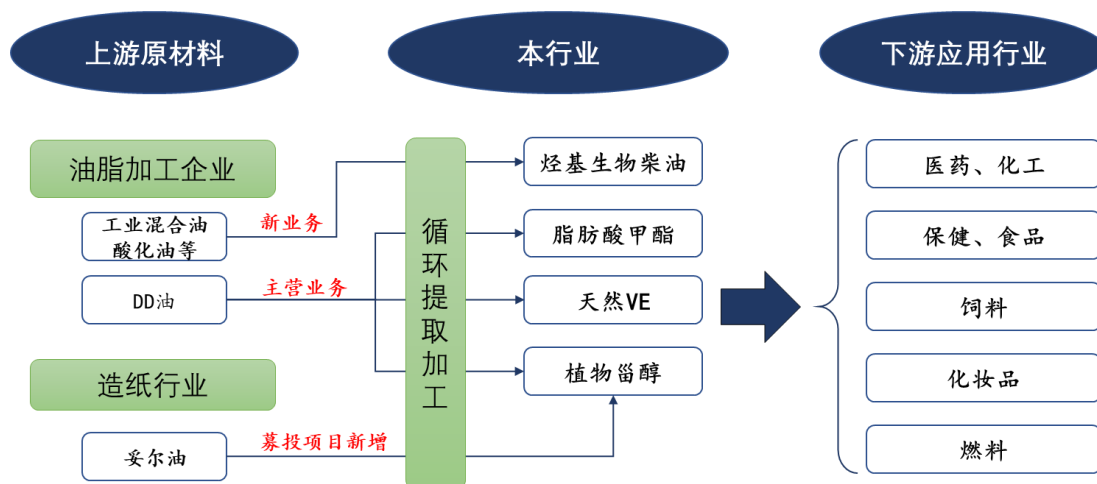 上游原材料
本行业
下游应用行业
油脂加工企业
工业混合油
酸化油等
新业务
DD油
主营业务
造纸行业
妥尔油
募投项目新增
循环提取加工
烃基生物柴油
脂肪酸甲酯
天然VE
植物甾醇
医药、化工
保健、食品
饲料
化妆品
燃料